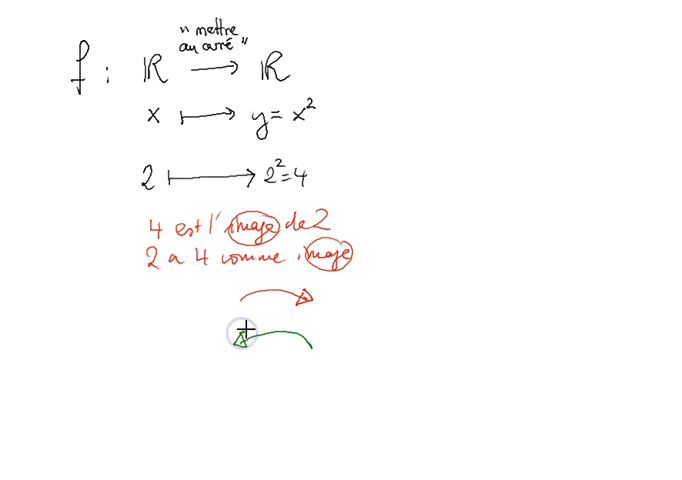 " mettre
au carré "
f : ℝ ⟶ ℝ
x ⟼ y = x²
2 ⟼ 2² = 4
4 est l'image de 2
2 a 4 comme image